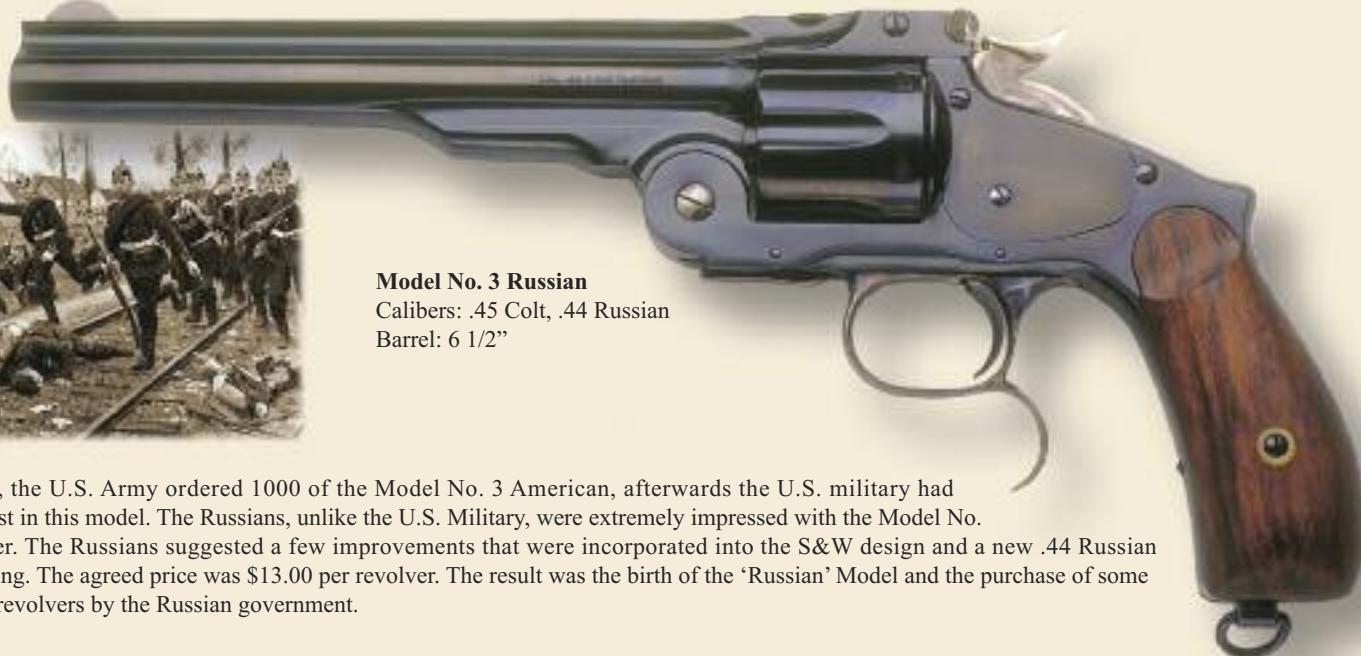 Model No. 3 Russian
Calibers: .45 Colt, .44 Russian
Barrel: 6 1/2”
, the U.S. Army ordered 1000 of the Model No. 3 American, afterwards the U.S. military had
st in this model. The Russians, unlike the U.S. Military, were extremely impressed with the Model No.
er. The Russians suggested a few improvements that were incorporated into the S&W design and a new .44 Russian
ng. The agreed price was $13.00 per revolver. The result was the birth of the ‘Russian’ Model and the purchase of some
revolvers by the Russian government.